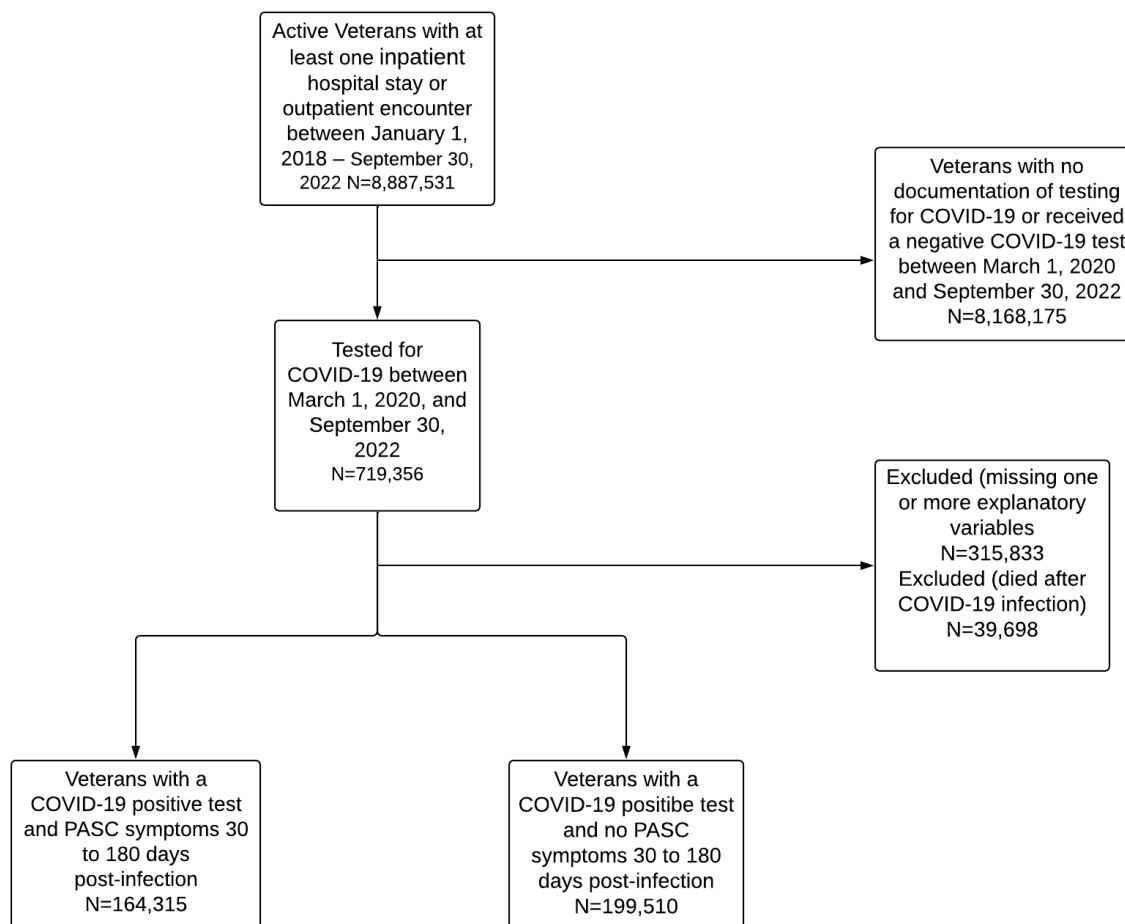 Active Veterans with at
least one inpatient
hospital stay or
outpatient encounter
between January 1,
2018 – September 30,
2022 N=8,887,531
Veterans with no
documentation of testing
for COVID-19 or received
a negative COVID-19 test
between March 1, 2020
and September 30, 2022
N=8,168,175
Tested for
COVID-19 between
March 1, 2020, and
September 30,
2022
N=719,356
Excluded (missing one
or more explanatory
variables
N=315,833
Excluded (died after
COVID-19 infection)
N=39,698
Veterans with a
COVID-19 positive test
and PASC symptoms 30
to 180 days
post-infection
N=164,315
Veterans with a
COVID-19 positibe test
and no PASC
symptoms 30 to 180
days post-infection
N=199,510